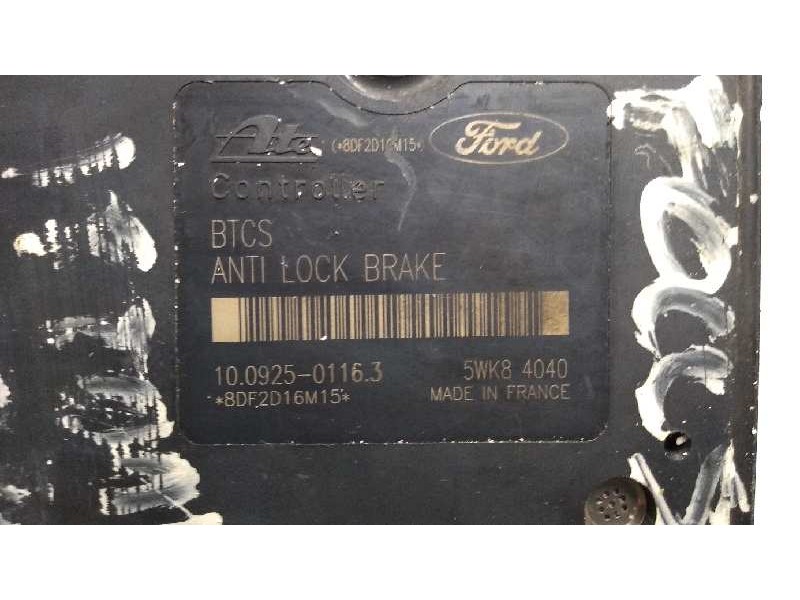 Ate (*8DF2D16M15*) Ford
Controller
BTCS
ANTI LOCK BRAKE
10.0925-0116.3 5WK8 4040
*8DF2D16M15* MADE IN FRANCE